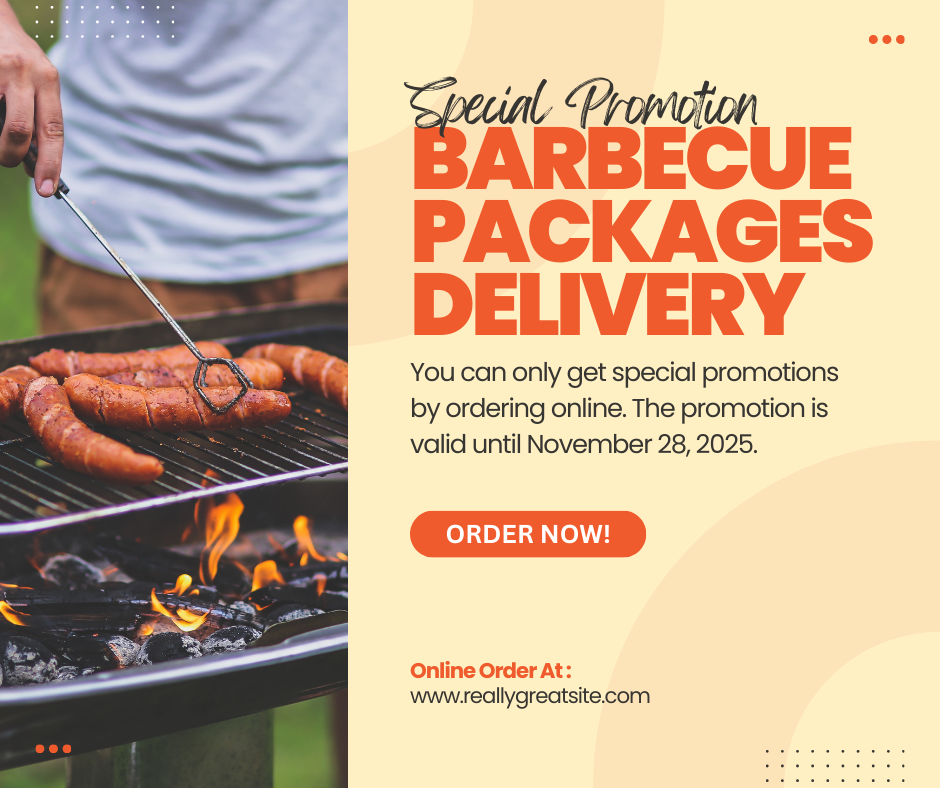 Special Promotion
BARBECUE
PACKAGES
DELIVERY
You can only get special promotions
by ordering online. The promotion is
valid until November 28, 2025.
ORDER NOW!
Online Order At :
www.reallygreatsite.com